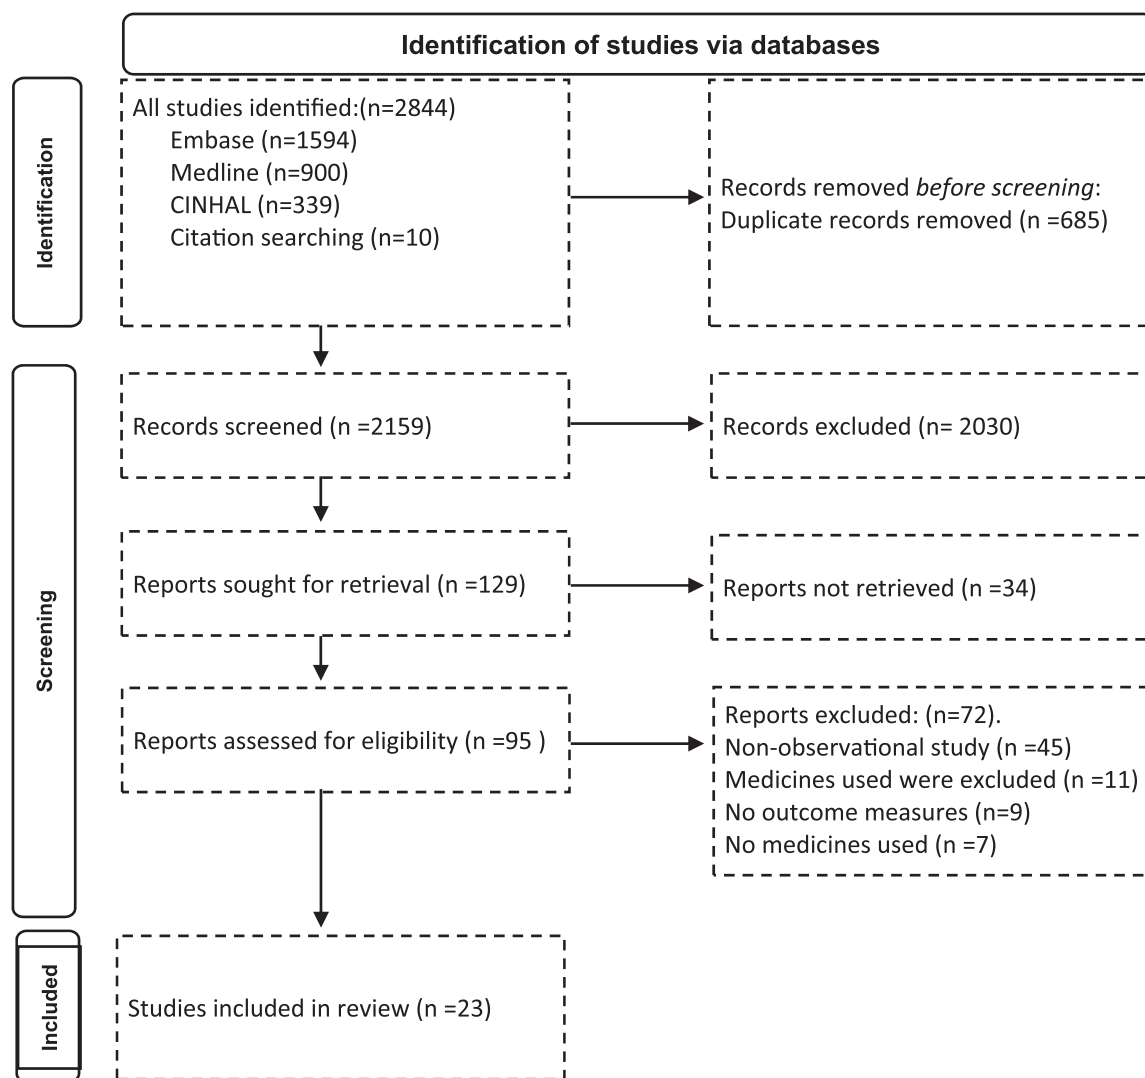 Identification of studies via databases
Identification
All studies identified:(n=2844)
Embase (n=1594)
Medline (n=900)
CINHAL (n=339)
Citation searching (n=10)
Records removed before screening:
Duplicate records removed (n =685)
Screening
Records screened (n =2159)
Records excluded (n= 2030)
Reports sought for retrieval (n =129)
Reports not retrieved (n =34)
Reports assessed for eligibility (n =95 )
Reports excluded: (n=72).
Non-observational study (n =45)
Medicines used were excluded (n =11)
No outcome measures (n=9)
No medicines used (n =7)
Included
Studies included in review (n =23)